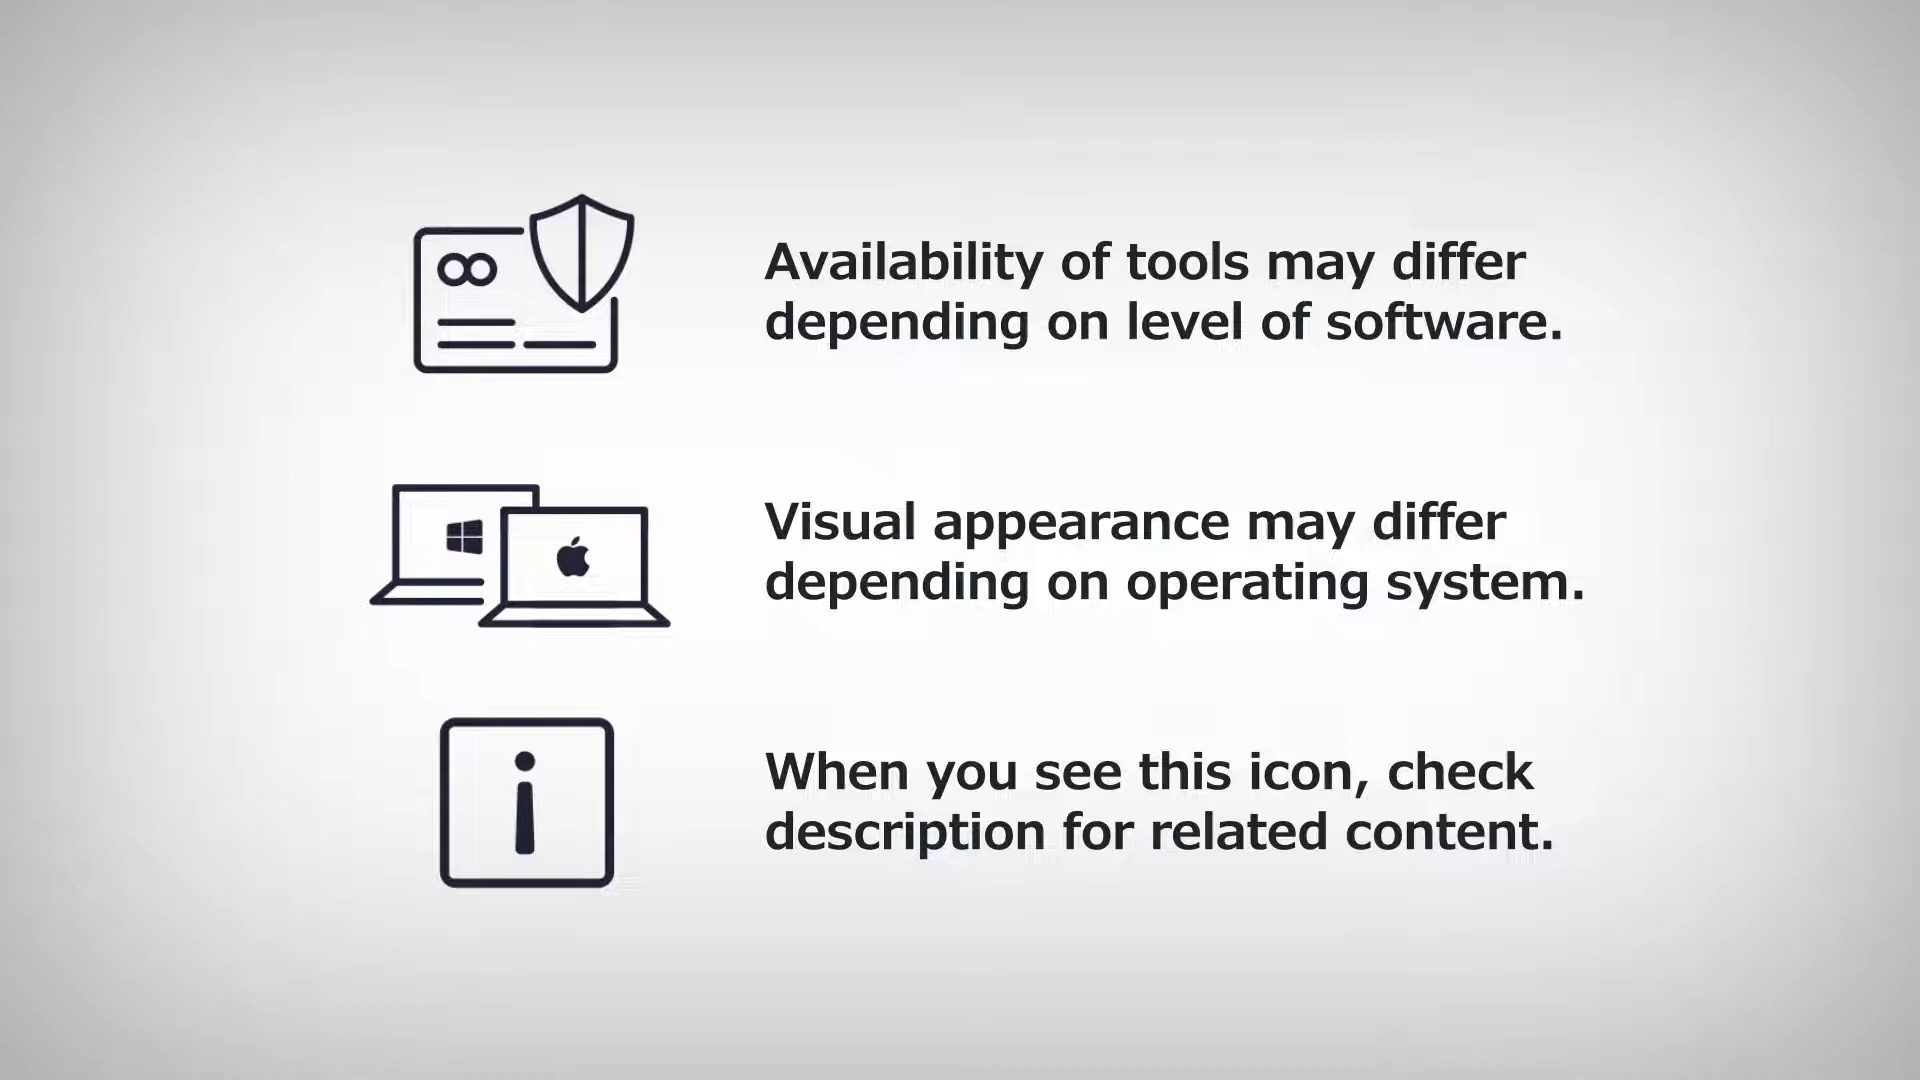 Availability of tools may differ
depending on level of software.
Visual appearance may differ
depending on operating system.
When you see this icon, check
description for related content.